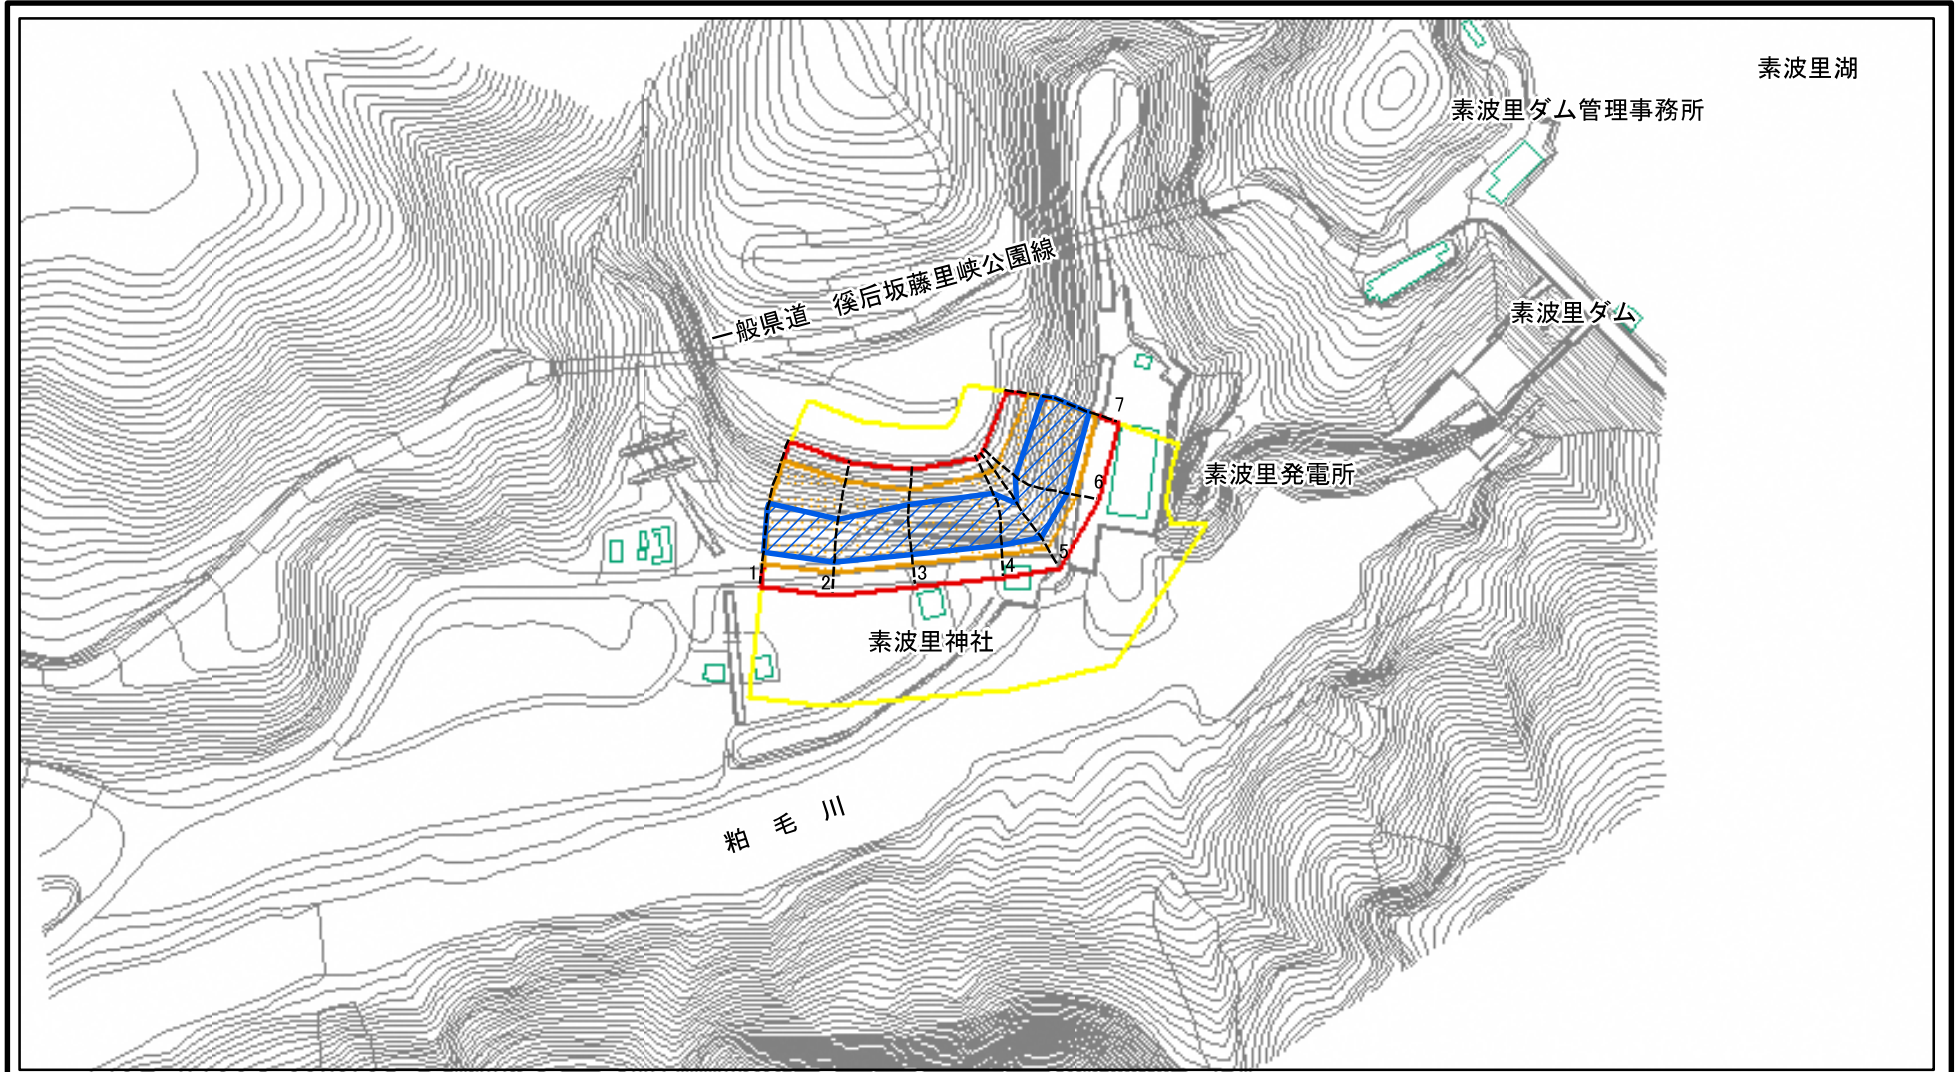 素波里湖
素波里ダム管理事務所
一般県道　徯后坂藤里峡公園線
素波里ダム
7
素波里発電所
6
5
4
3
2
1
素波里神社
粕 毛 川